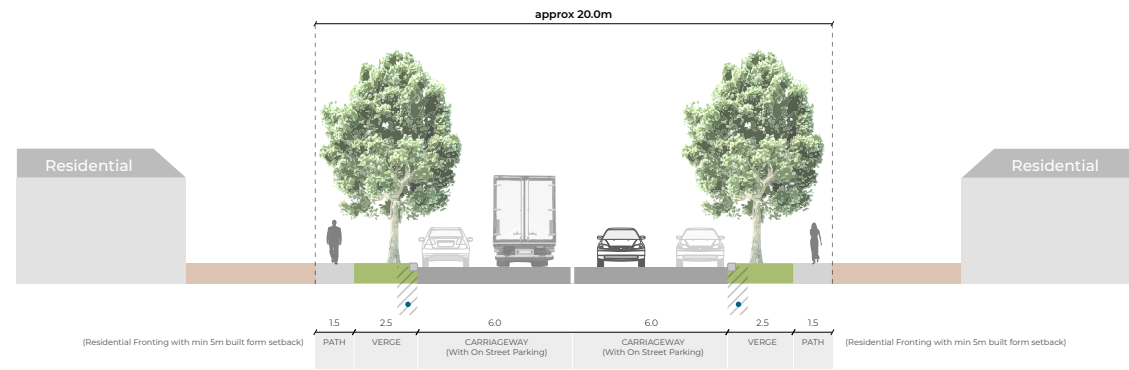 approx 20.0m
Residential
Residential
1.5
2.5
6.0
6.0
2.5
1.5
(Residential Fronting with min 5m built form setback)
PATH
VERGE
CARRIAGEWAY
(With On Street Parking)
CARRIAGEWAY
(With On Street Parking)
VERGE
PATH
(Residential Fronting with min 5m built form setback)